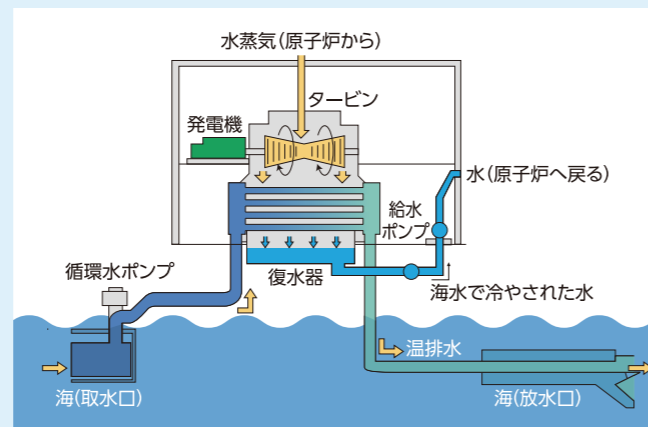 水蒸気(原子炉から)
タービン
発電機
水(原子炉へ戻る)
給水
ポンプ
循環水ポンプ
復水器
海水で冷やされた水
温排水
海(取水口)
海(放水口)